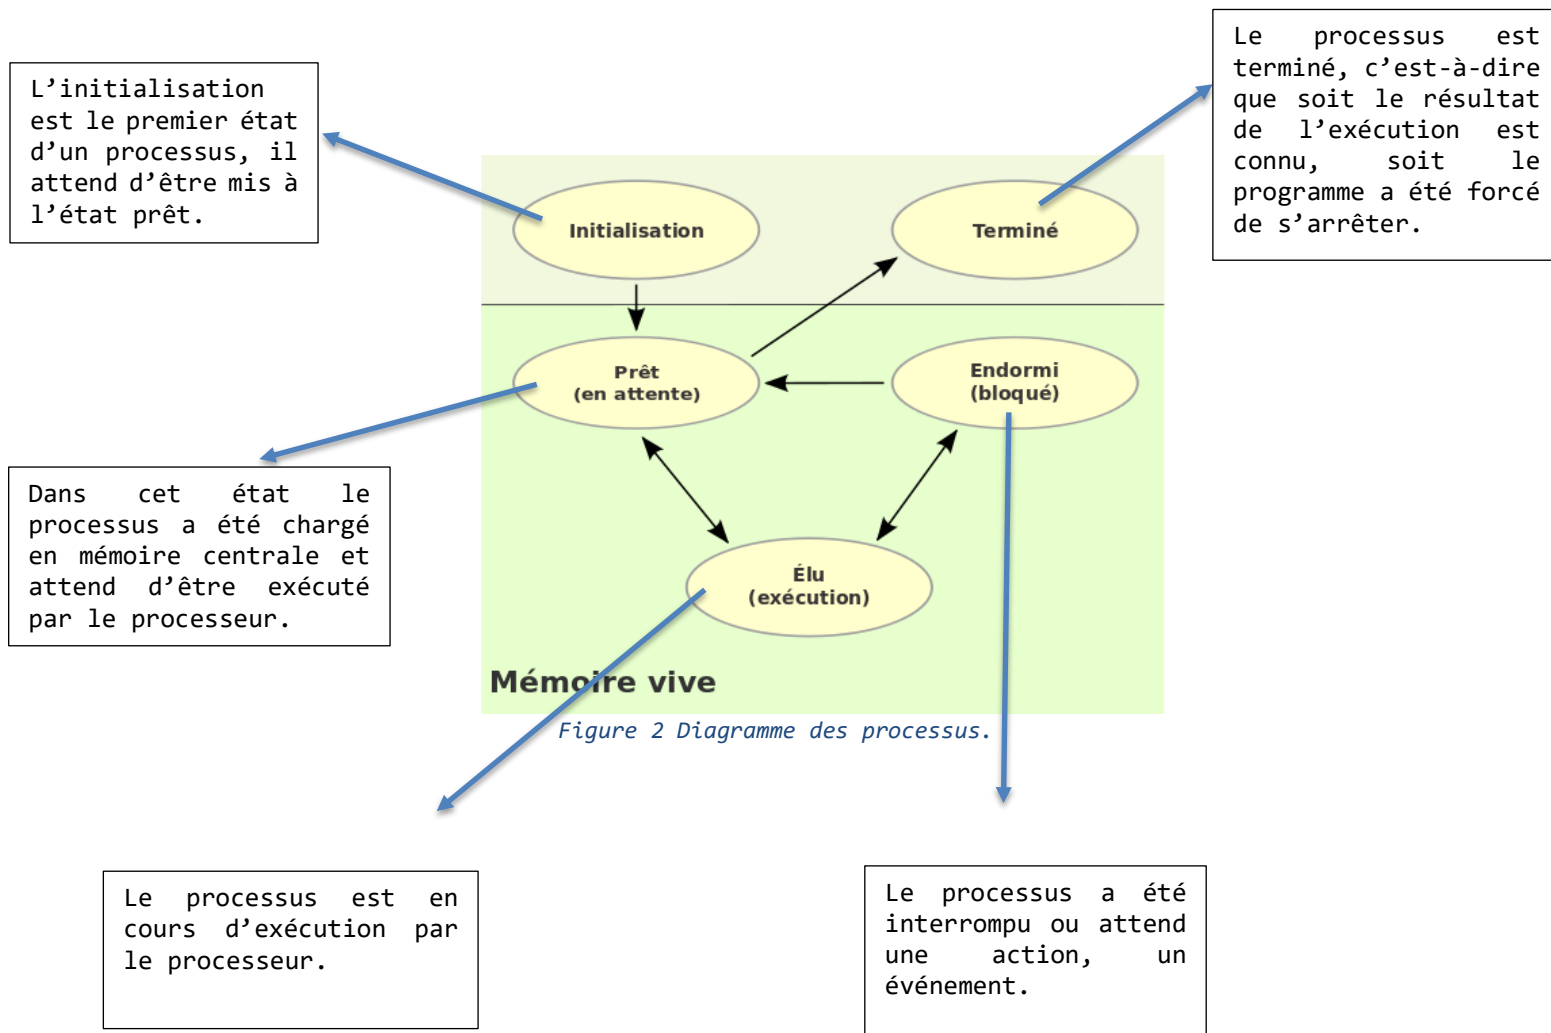 L’initialisation
est le premier état
d’un processus, il
attend d’être mis à
l’état prêt.
Le processus est
terminé, c’est-à-dire
que soit le résultat
de l’exécution est
connu, soit le
programme a été forcé
de s’arrêter.
Initialisation
Terminé
Prêt
(en attente)
Endormi
(bloqué)
Dans cet état le
processus a été chargé
en mémoire centrale et
attend d’être exécuté
par le processeur.
Élu
(exécution)
Mémoire vive
Figure 2 Diagramme des processus.
Le processus est en
cours d’exécution par
le processeur.
Le processus a été
interrompu ou attend
une action, un
événement.